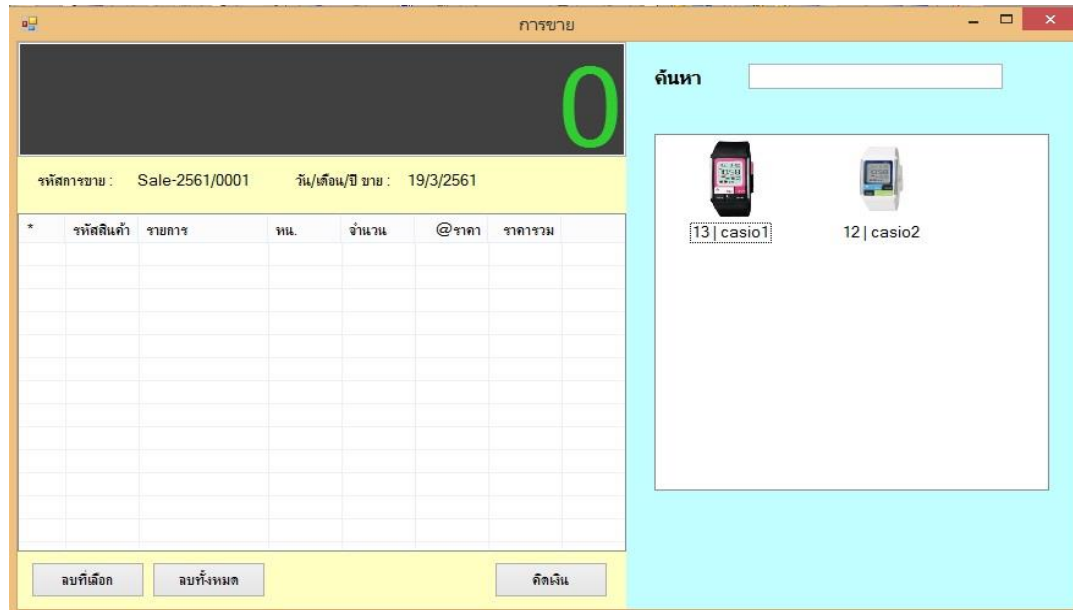 การขาย
0
ค้นหา
รหัสการขาย : Sale-2561/0001 วัน/เดือน/ปี ขาย : 19/3/2561
* รหัสสินค้า รายการ หน. จำนวน @ราคา ราคารวม
13 | casio1 12 | casio2
ลบที่เลือก ลบทั้งหมด คิดเงิน